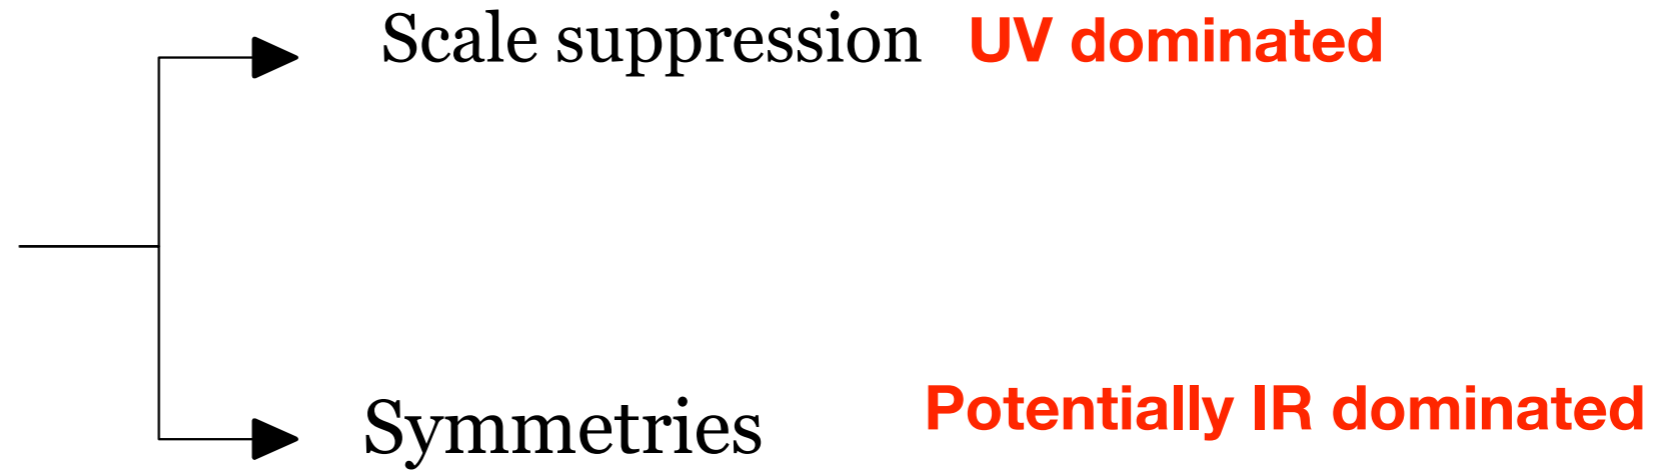 Scale suppression UV dominated
Symmetries Potentially IR dominated